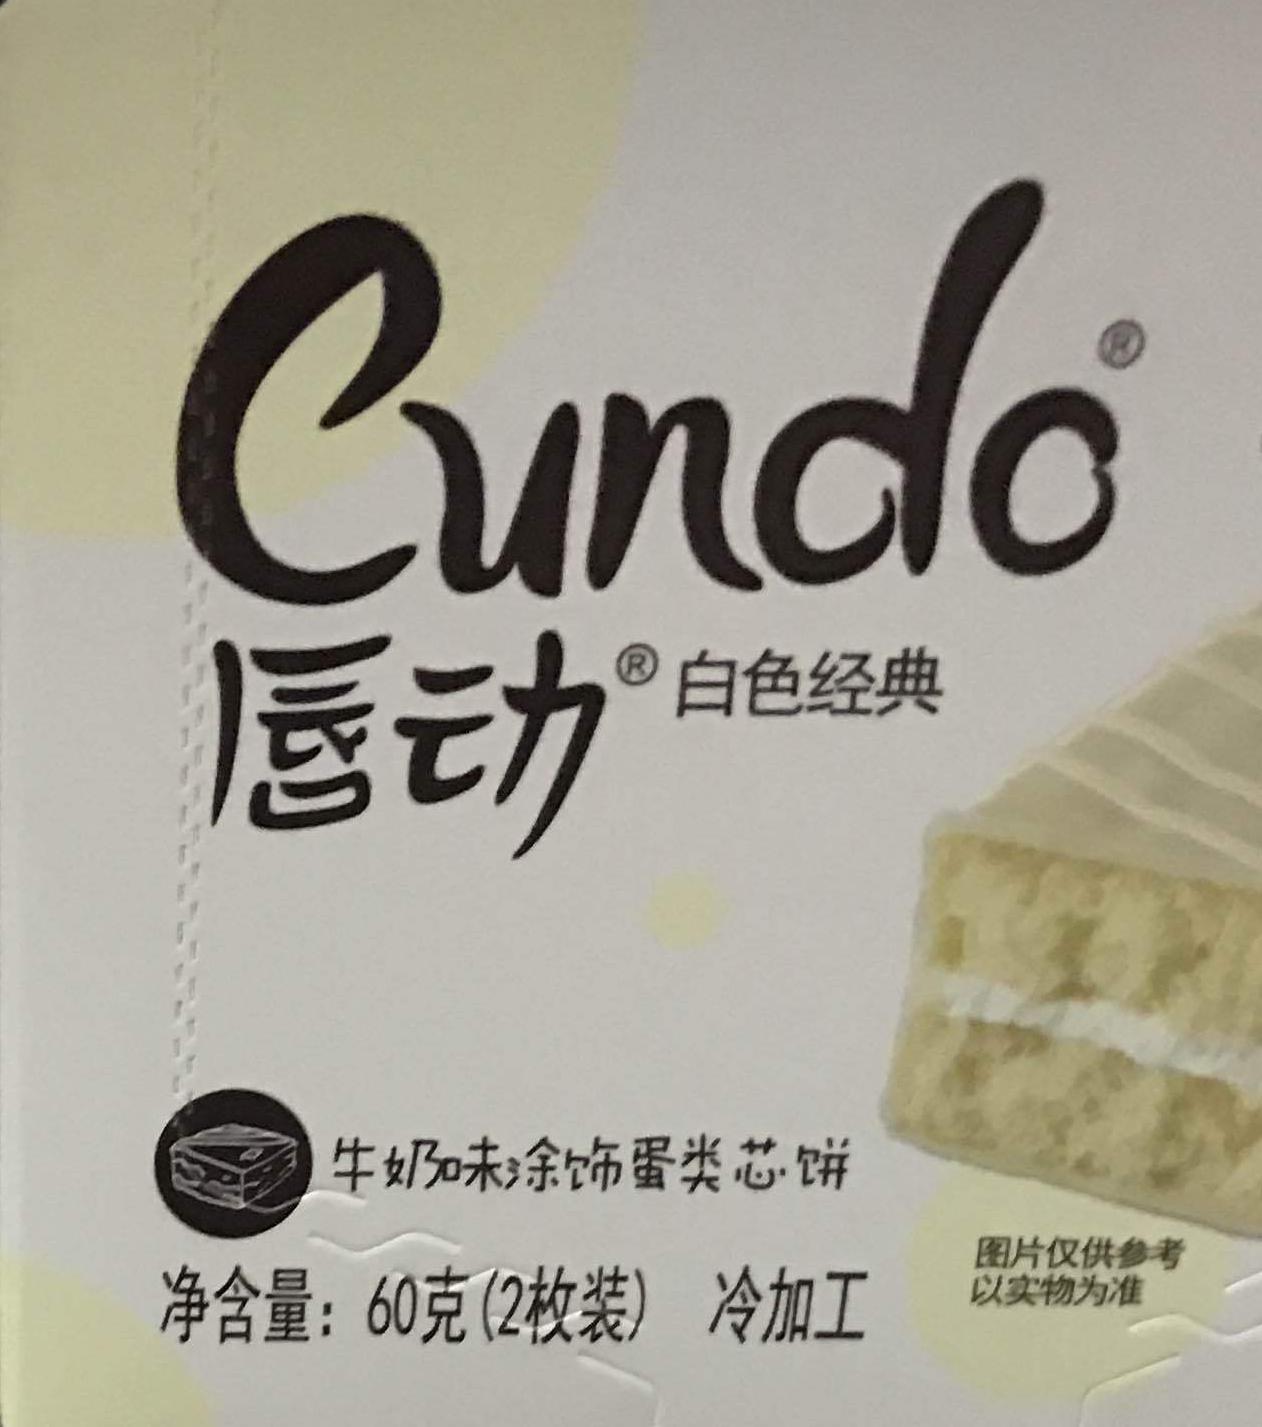 Cundo®
唇动® 白色经典
牛奶味涂饰蛋类芯饼
净含量：60克(2枚装) 冷加工
图片仅供参考
以实物为准